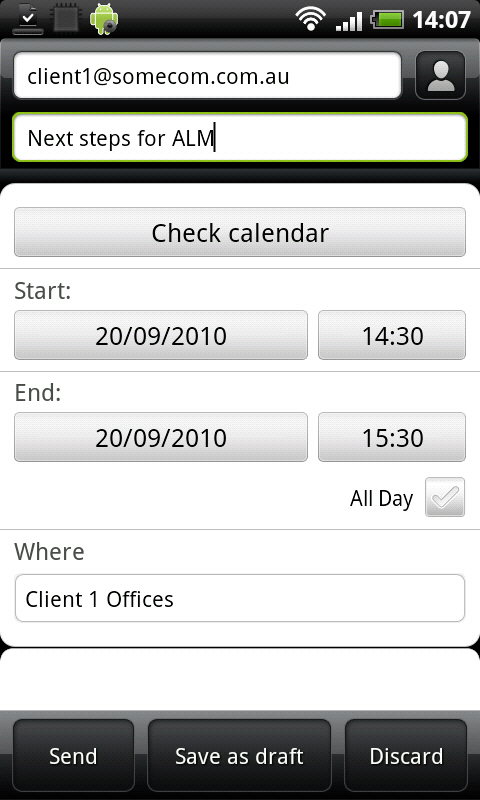 14:07
client1@somecom.com.au
Next steps for ALM
Check calendar
Start:
20/09/2010 14:30
End:
20/09/2010 15:30
All Day
Where
Client 1 Offices
Send Save as draft Discard